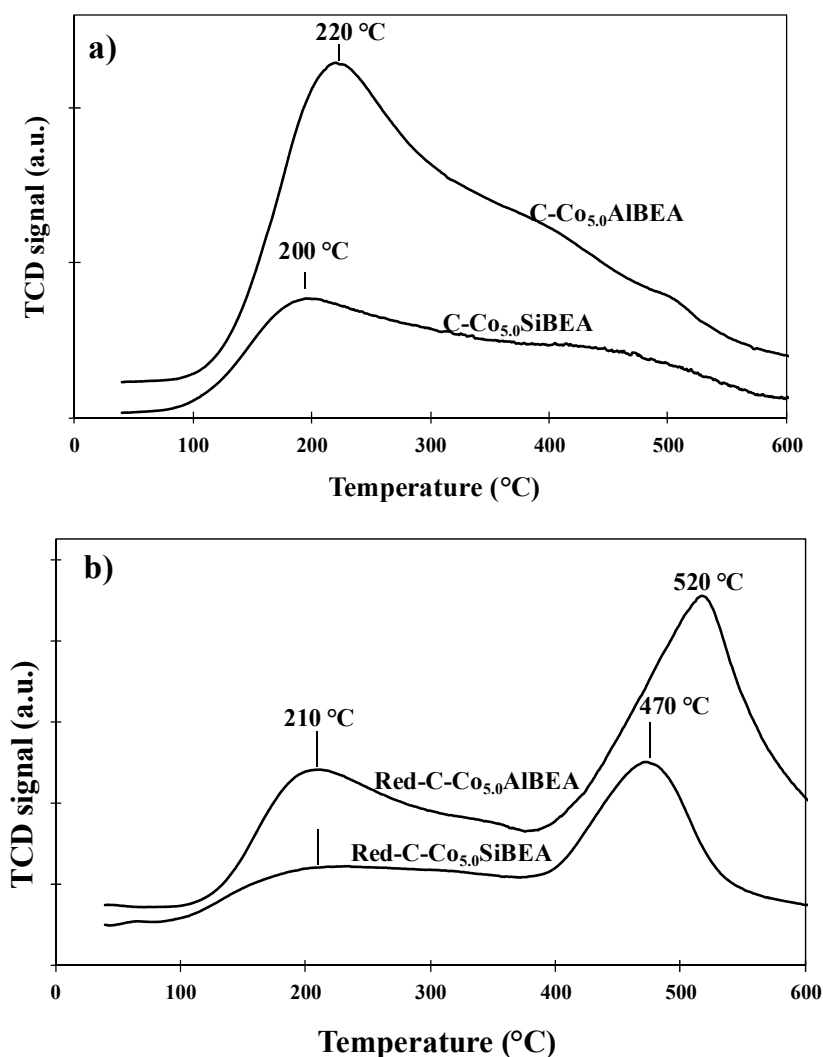 a)
220 °C
C-Co5.0AlBEA
200 °C
C-Co5.0SiBEA
TCD signal (a.u.)
0 100 200 300 400 500 600
Temperature (°C)
b)
520 °C
470 °C
210 °C
Red-C-Co5.0AlBEA
Red-C-Co5.0SiBEA
TCD signal (a.u.)
0 100 200 300 400 500 600
Temperature (°C)